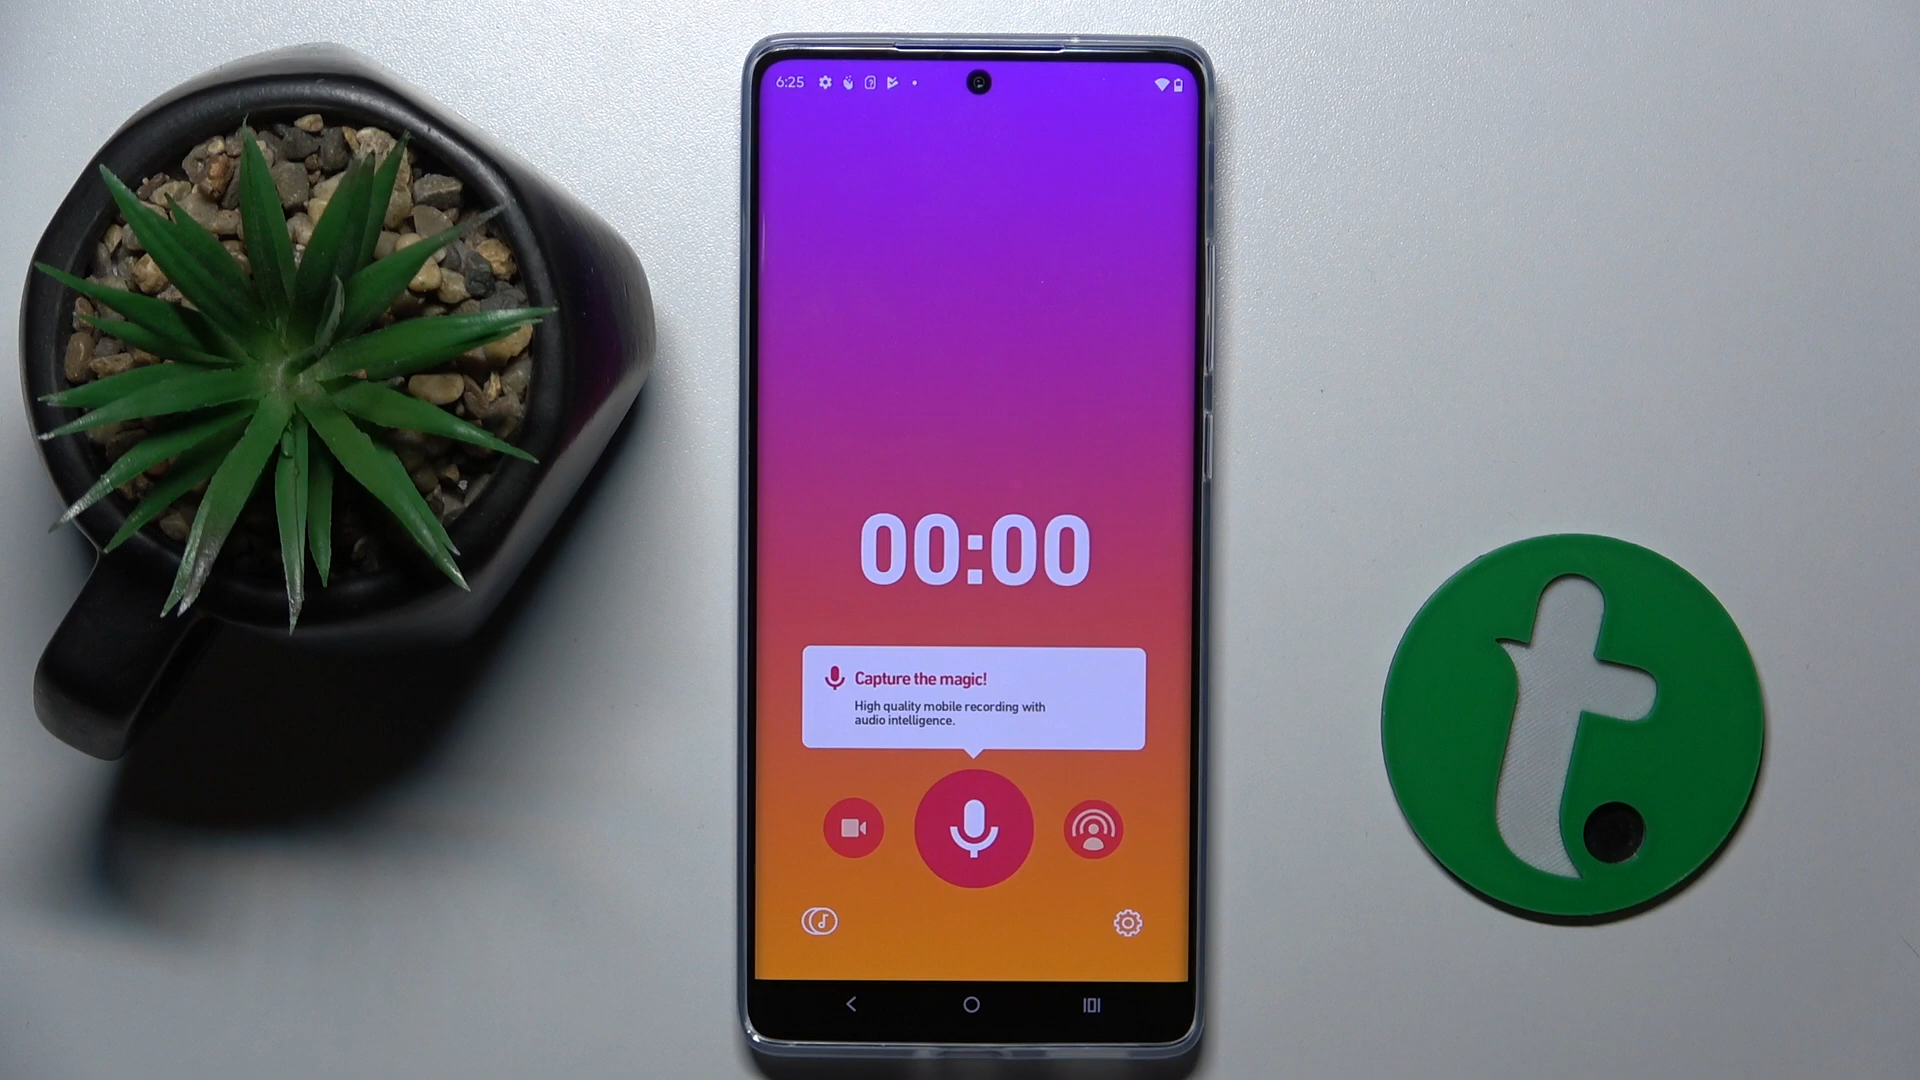 6:25
00:00
Capture the magic!
High quality mobile recording with
audio intelligence.
t.